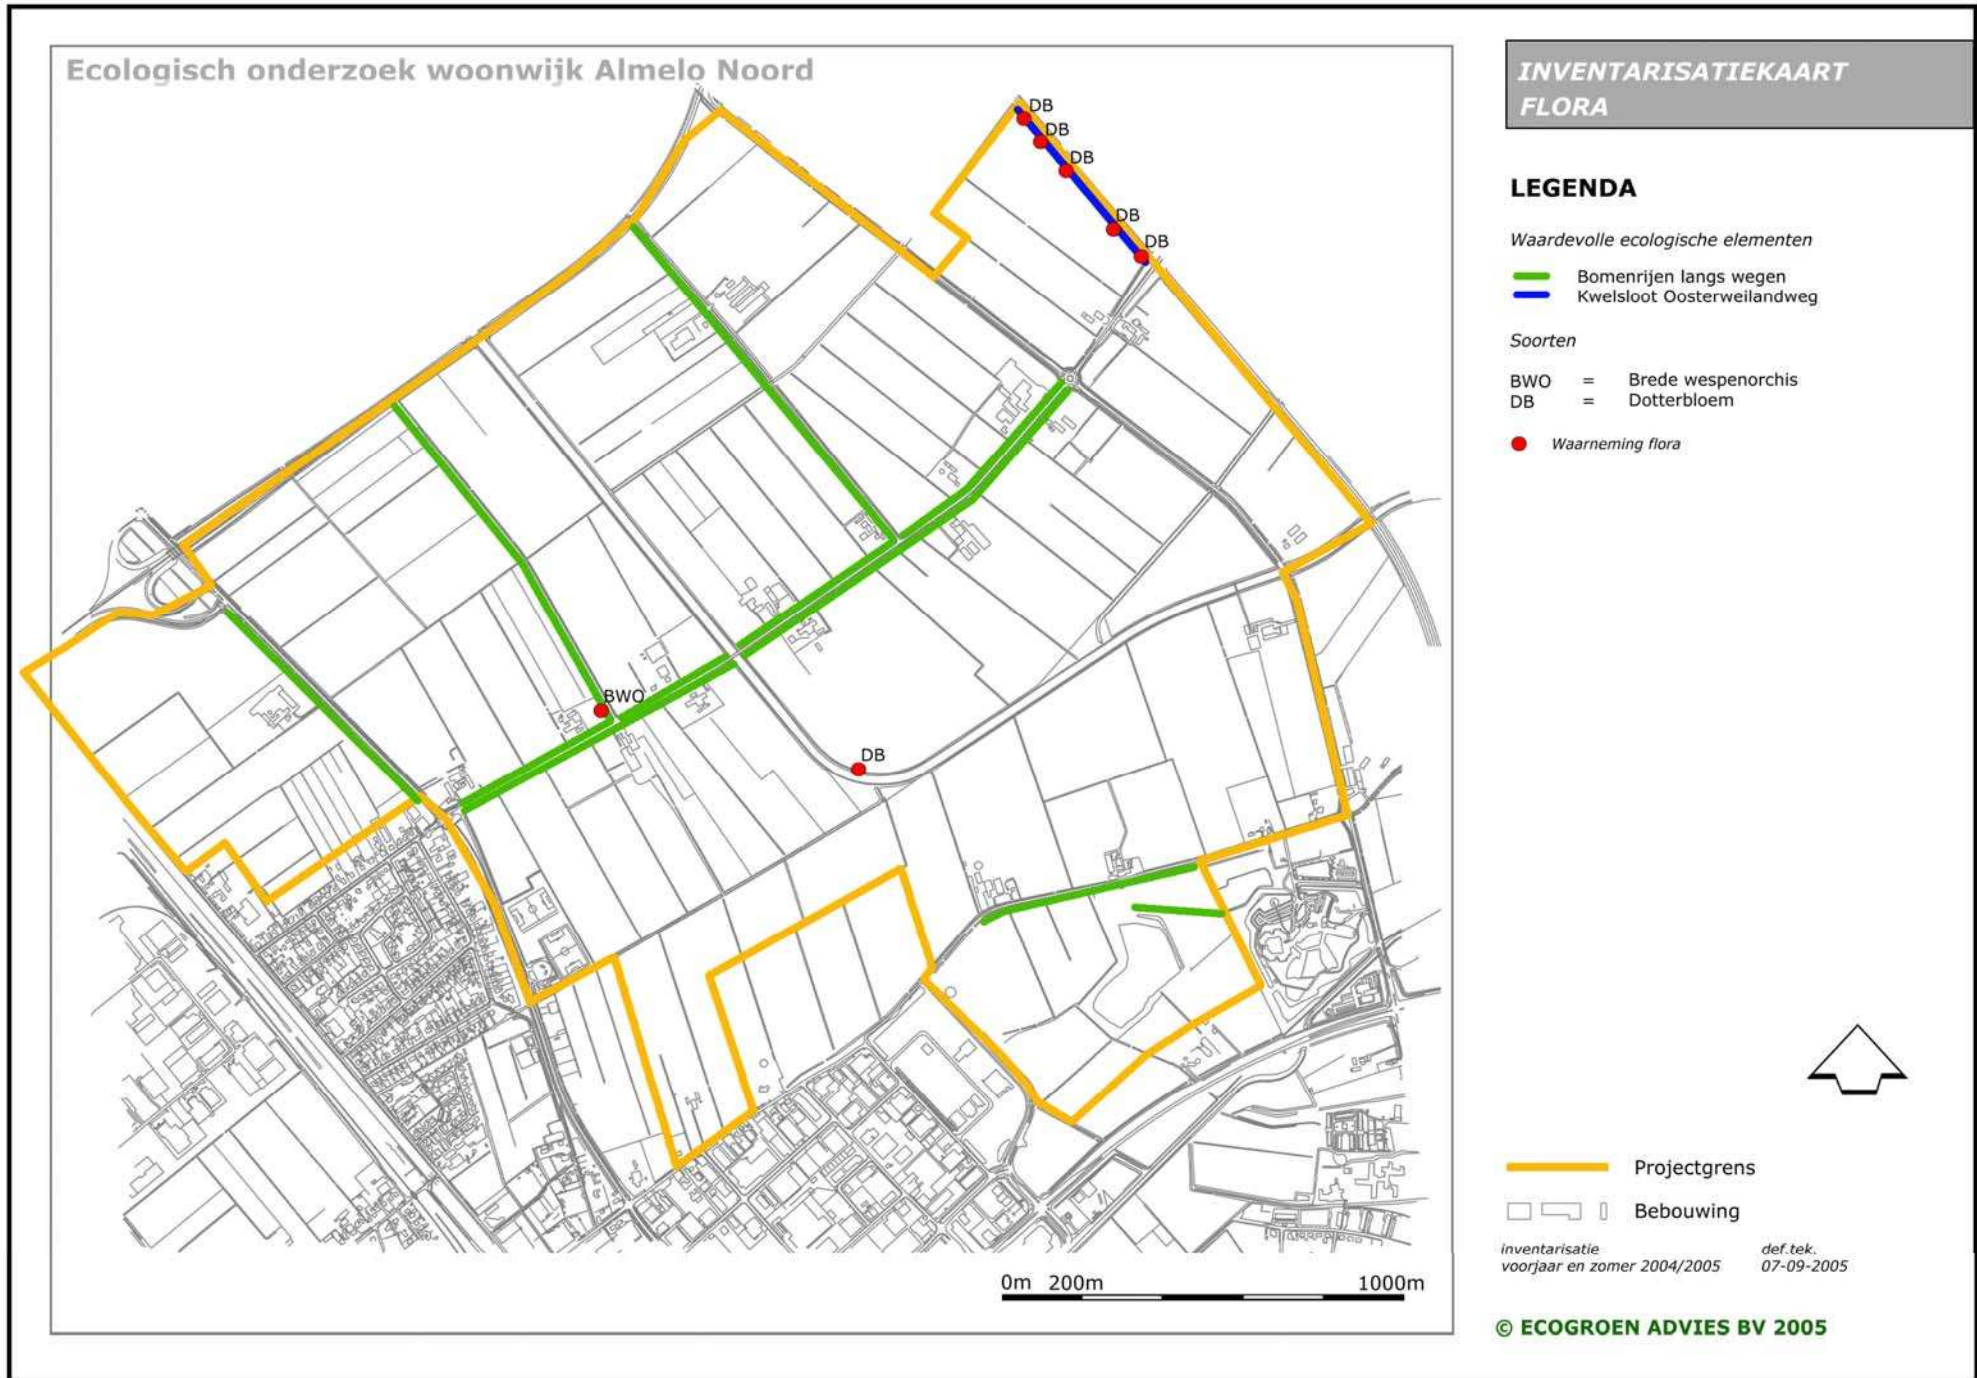 Ecologisch onderzoek woonwijk Almelo Noord
DB
DB
DB
DB
DB
BWO
DB
0m 200m 1000m
INVENTARISATIEKAART
FLORA
LEGENDA
Waardevolle ecologische elementen
Bomenrijen langs wegen
Kwelsloot Oosterweilandweg
Soorten
BWO = Brede wespenorchis
DB = Dotterbloem
Waarneming flora
Projectgrens
Bebouwing
inventarisatie def.tek.
voorjaar en zomer 2004/2005 07-09-2005
© ECOGROEN ADVIES BV 2005